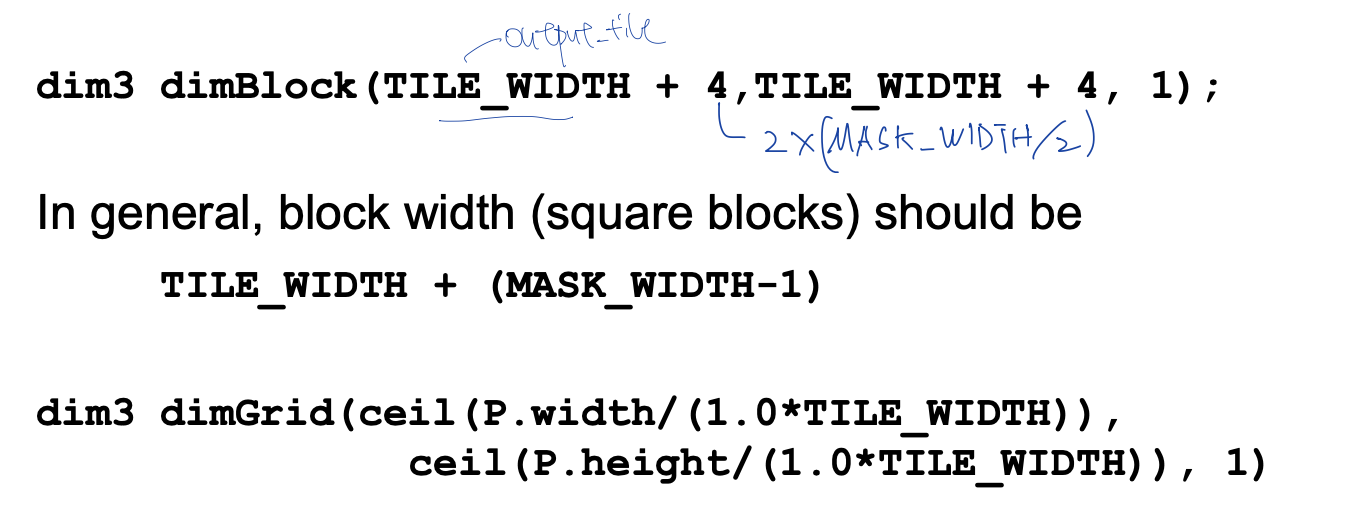 output_tile
dim3 dimBlock(TILE_WIDTH + 4,TILE_WIDTH + 4, 1);
2x(MASK_WIDTH/2)
In general, block width (square blocks) should be
TILE_WIDTH + (MASK_WIDTH-1)
dim3 dimGrid(ceil(P.width/(1.0*TILE_WIDTH)),
ceil(P.height/(1.0*TILE_WIDTH)), 1)